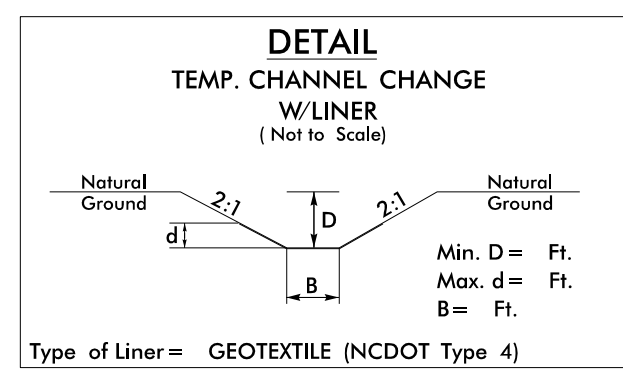 DETAIL
TEMP. CHANNEL CHANGE
W/LINER
( Not to Scale)
Natural
Ground
2:1
D
2:1
Natural
Ground
d
B
Min. D = Ft.
Max. d = Ft.
B = Ft.
Type of Liner = GEOTEXTILE (NCDOT Type 4)